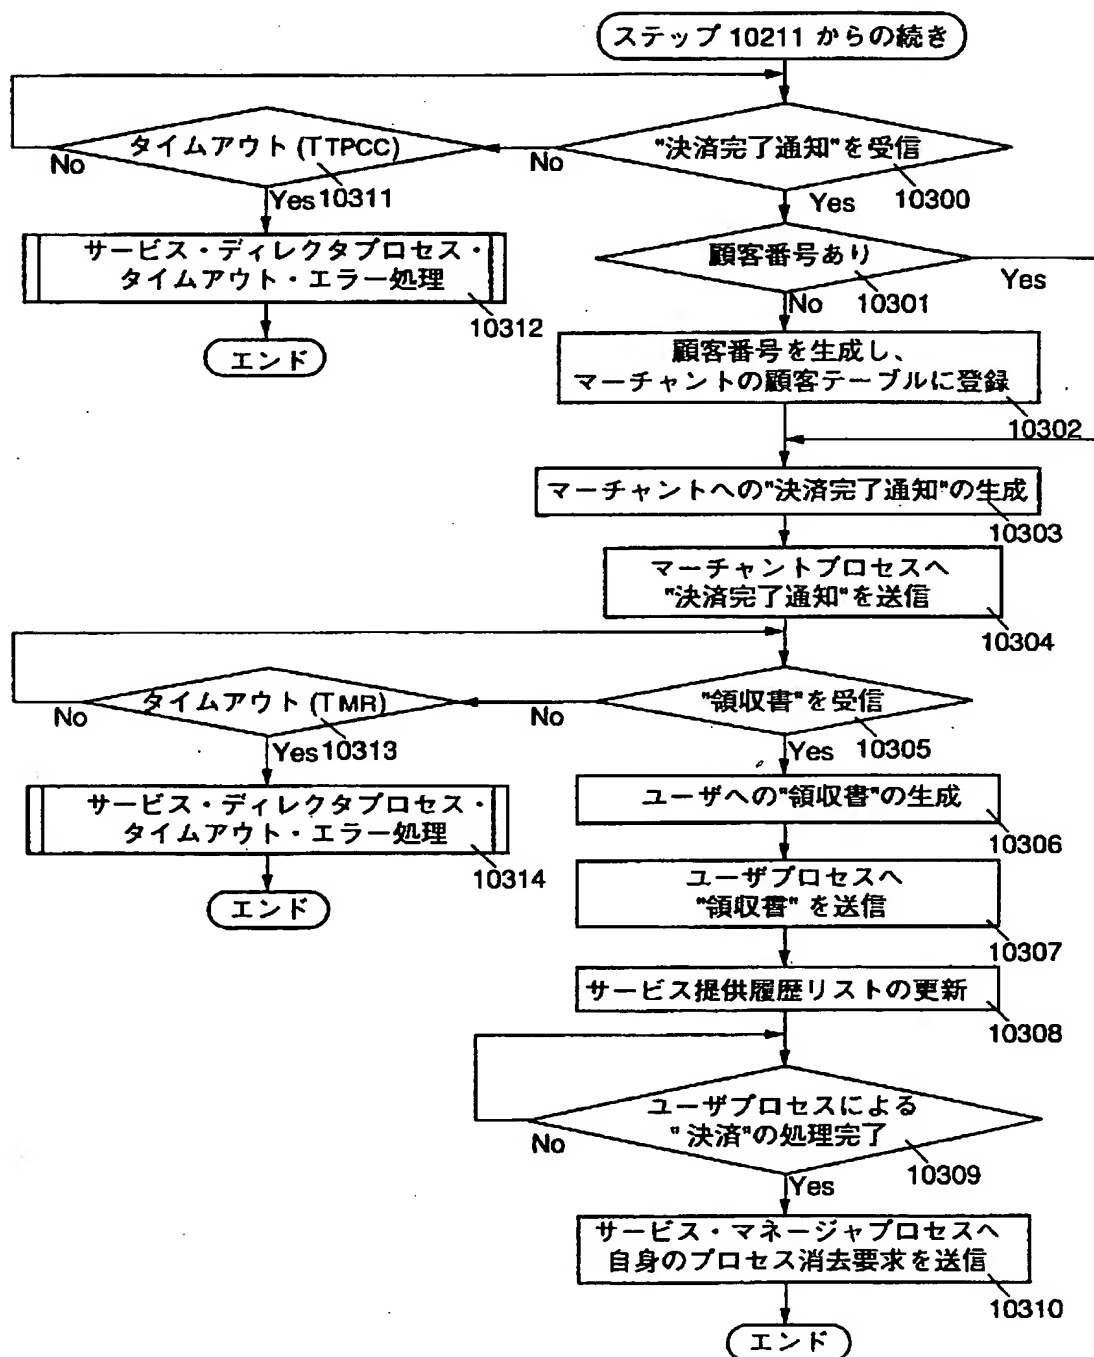 ステップ 10211 からの続き
タイムアウト (TTPCC)
No
Yes 10311
"決済完了通知"を受信
No
10300
Yes
サービス・ディレクタプロセス・
タイムアウト・エラー処理
10312
エンド
顧客番号あり
Yes
10301
No
顧客番号を生成し、
マーチャントの顧客テーブルに登録
10302
マーチャントへの"決済完了通知"の生成
10303
マーチャントプロセスへ
"決済完了通知"を送信
10304
タイムアウト (TMR)
No
Yes 10313
"領収書"を受信
No
10305
Yes
サービス・ディレクタプロセス・
タイムアウト・エラー処理
10314
エンド
ユーザへの"領収書"の生成
10306
ユーザプロセスへ
"領収書" を送信
10307
サービス提供履歴リストの更新
10308
ユーザプロセスによる
"決済"の処理完了
No
10309
Yes
サービス・マネージャプロセスへ
自身のプロセス消去要求を送信
10310
エンド